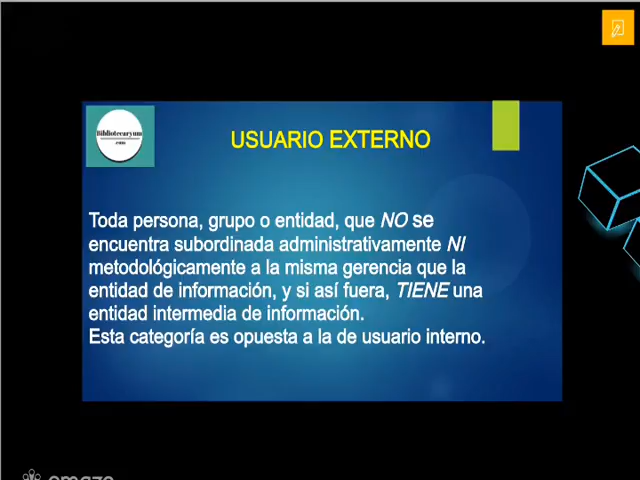 Bibliotecaryum
.com
USUARIO EXTERNO
Toda persona, grupo o entidad, que NO se
encuentra subordinada administrativamente NI
metodológicamente a la misma gerencia que la
entidad de información, y si así fuera, TIENE una
entidad intermedia de información.
Esta categoría es opuesta a la de usuario interno.
emaze